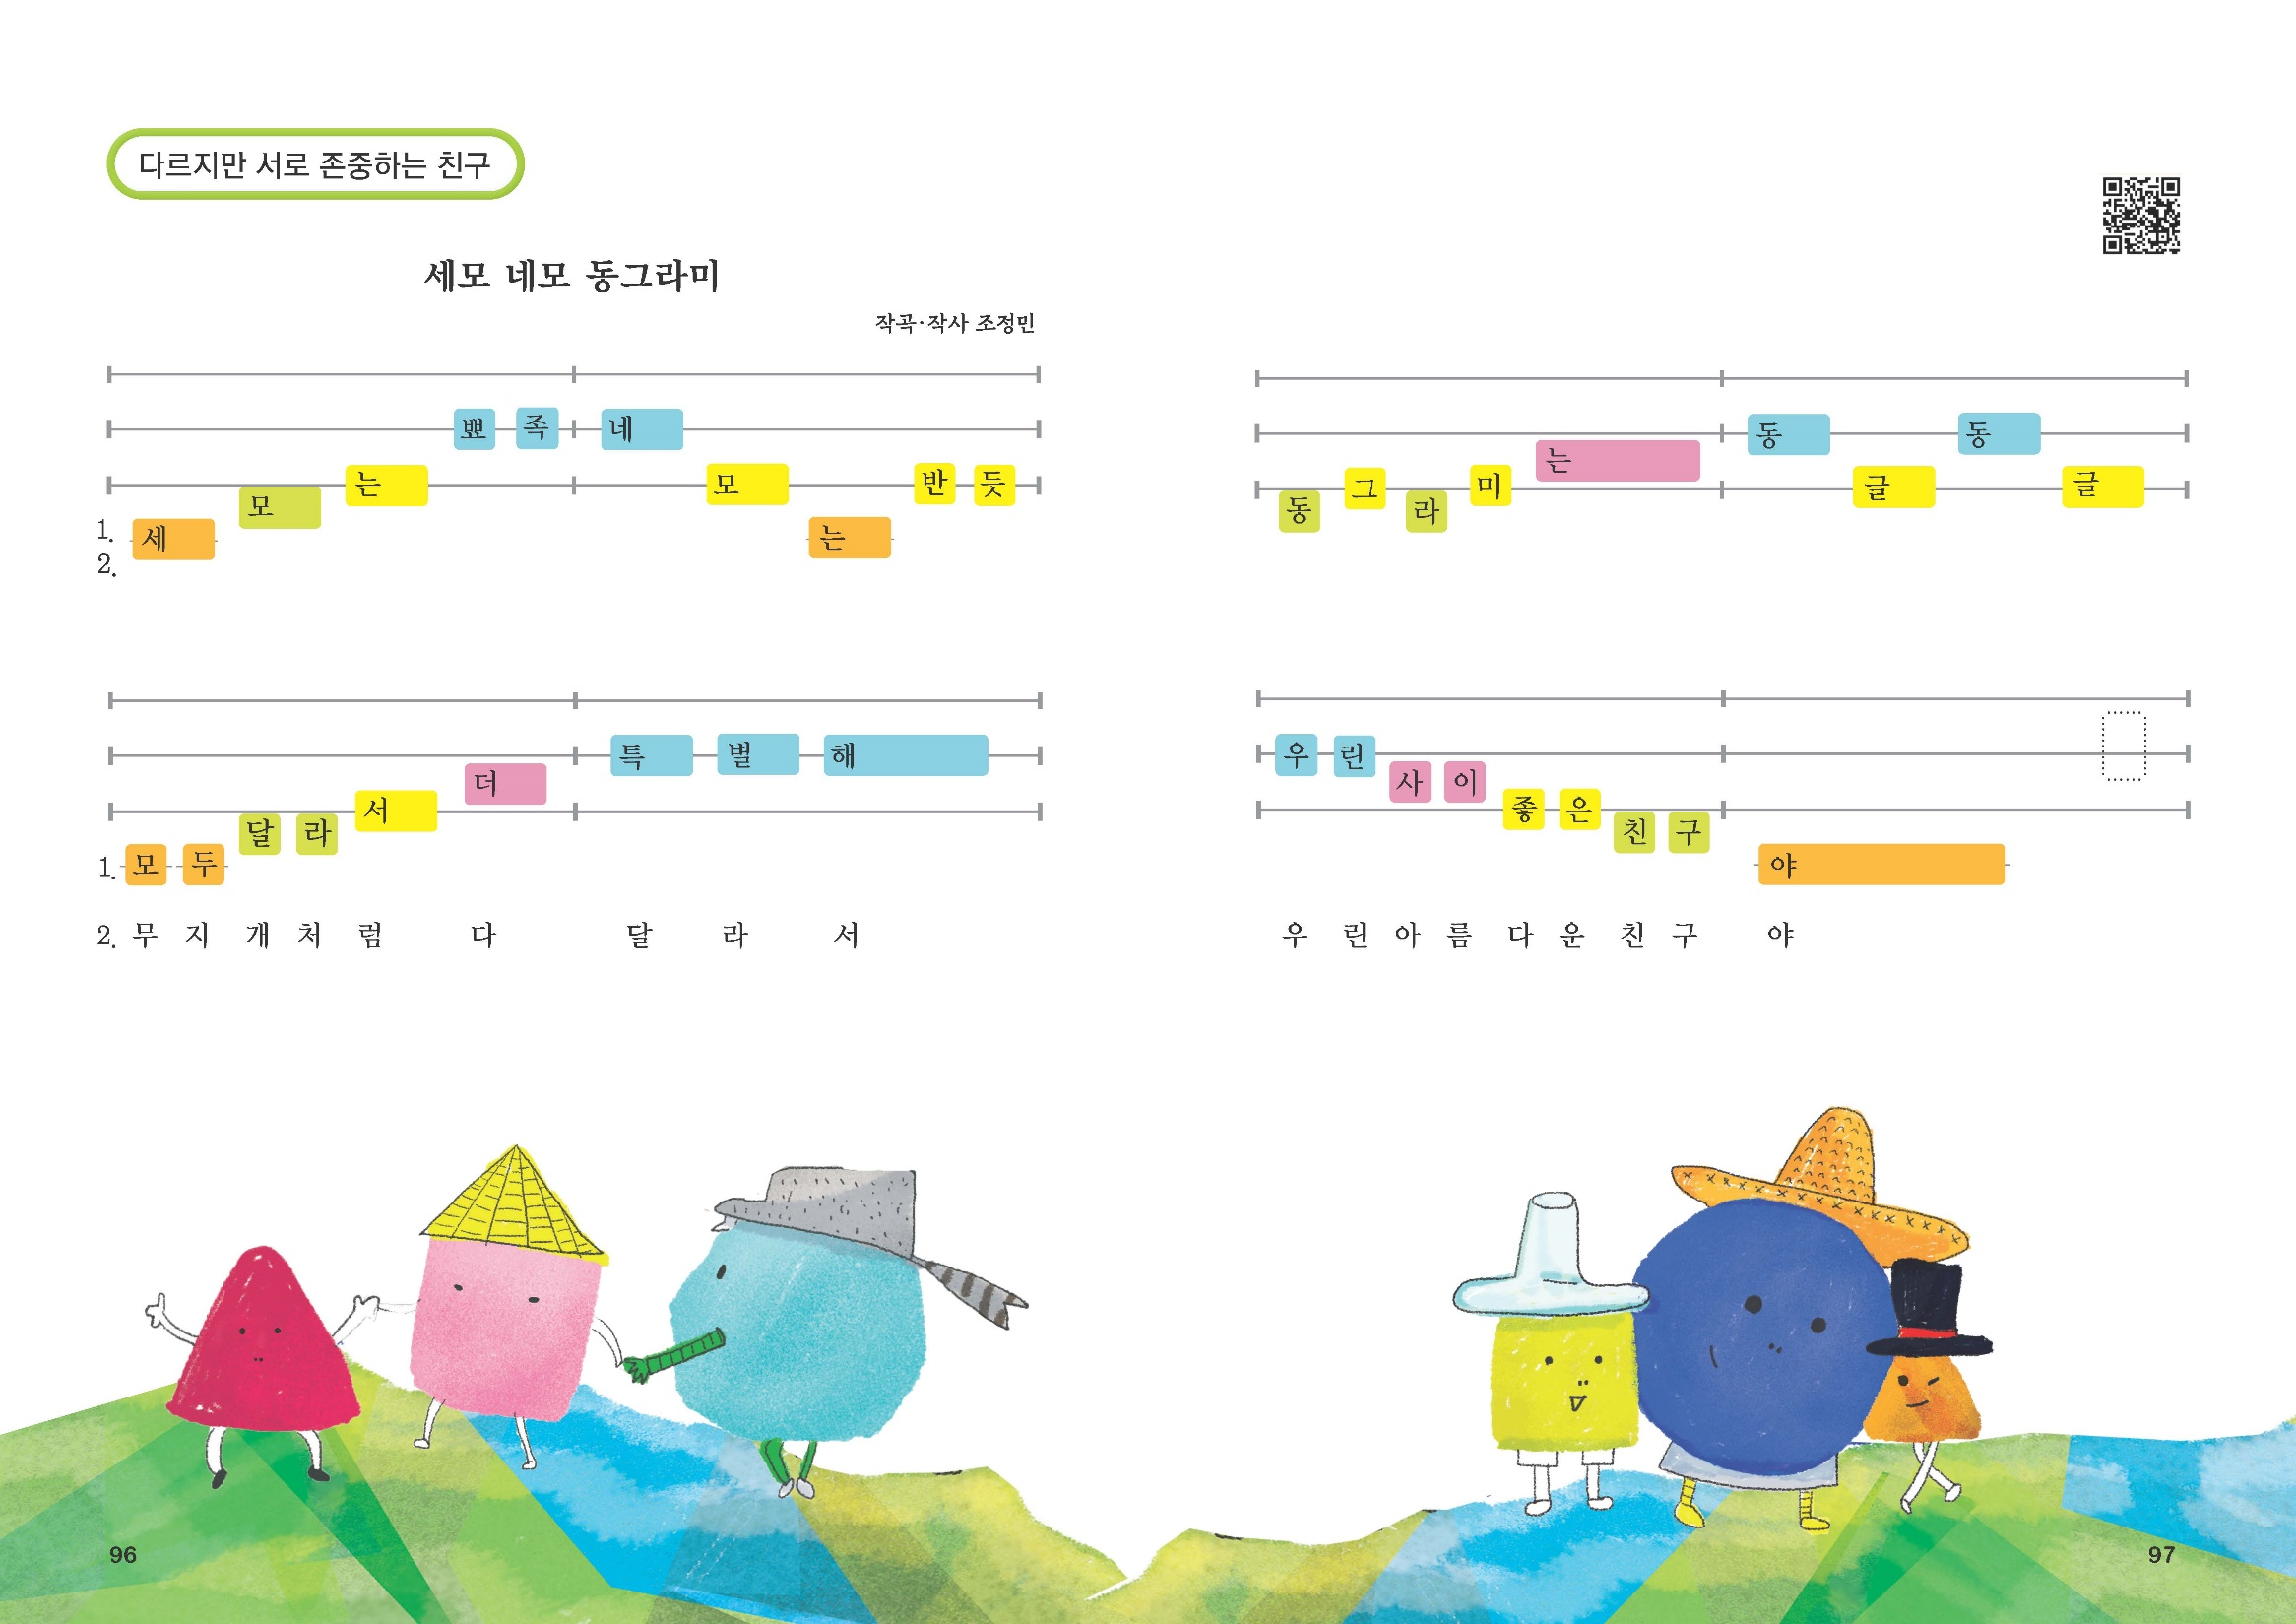 다르지만 서로 존중하는 친구
세모 네모 동그라미
작곡·작사 조정민
1. 세 모 는 뾰 족 네 모 는 반 듯
2.
동 그 라 미 는 동 글 동 글
1. 모 두 달 라 서 더 특 별 해
2. 무 지 개 처 럼 다 달 라 서
우 린 사 이 좋 은 친 구 야
우 린 아 름 다 운 친 구 야
96
97